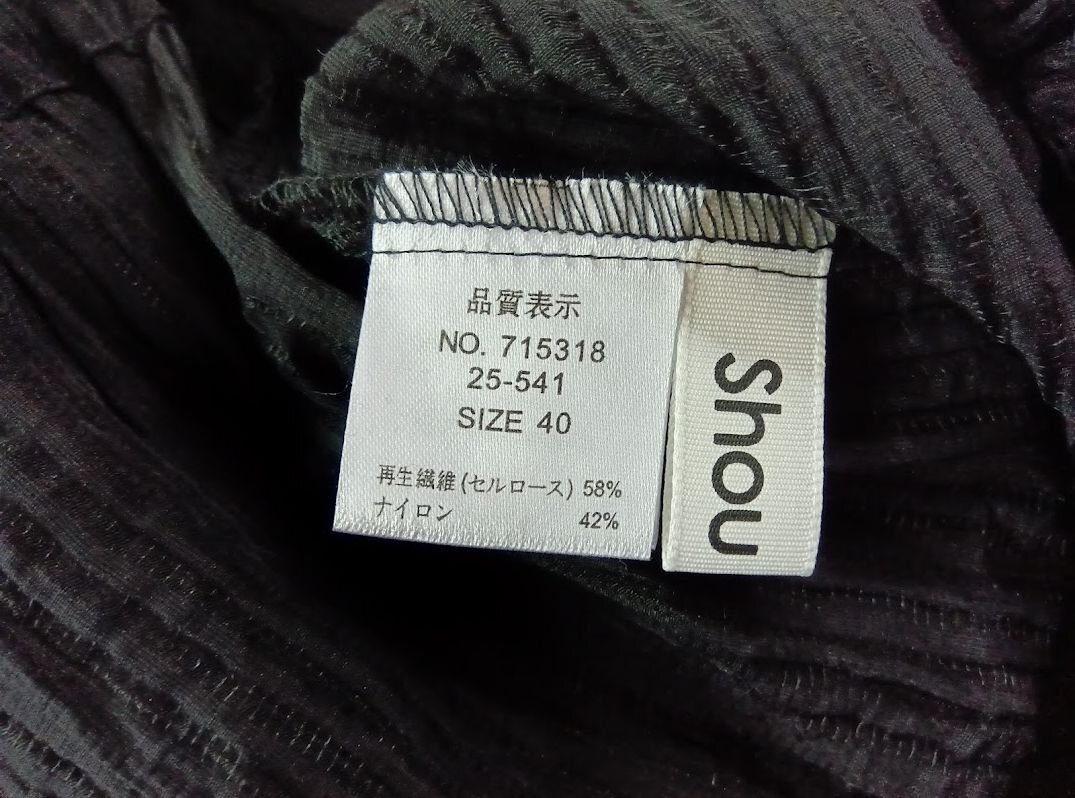 品質表示
NO. 715318
25-541
SIZE 40
再生繊維(セルロース) 58%
ナイロン 42%
Shou